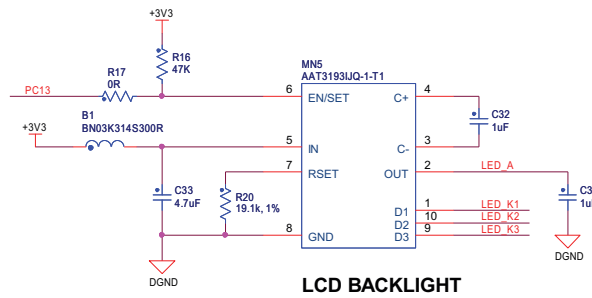 +3V3
R16
47K
R17
0R
PC13
MN5
AAT3193IJQ-1-T1
6 EN/SET C+ 4
B1
BN03K314S300R
+3V3
C32
1uF
5 IN C- 3
7 RSET OUT 2 LED_A
C33
4.7uF
R20
19.1k, 1%
D1 1 LED_K1
D2 10 LED_K2
8 GND D3 9 LED_K3
DGND
DGND
LCD BACKLIGHT